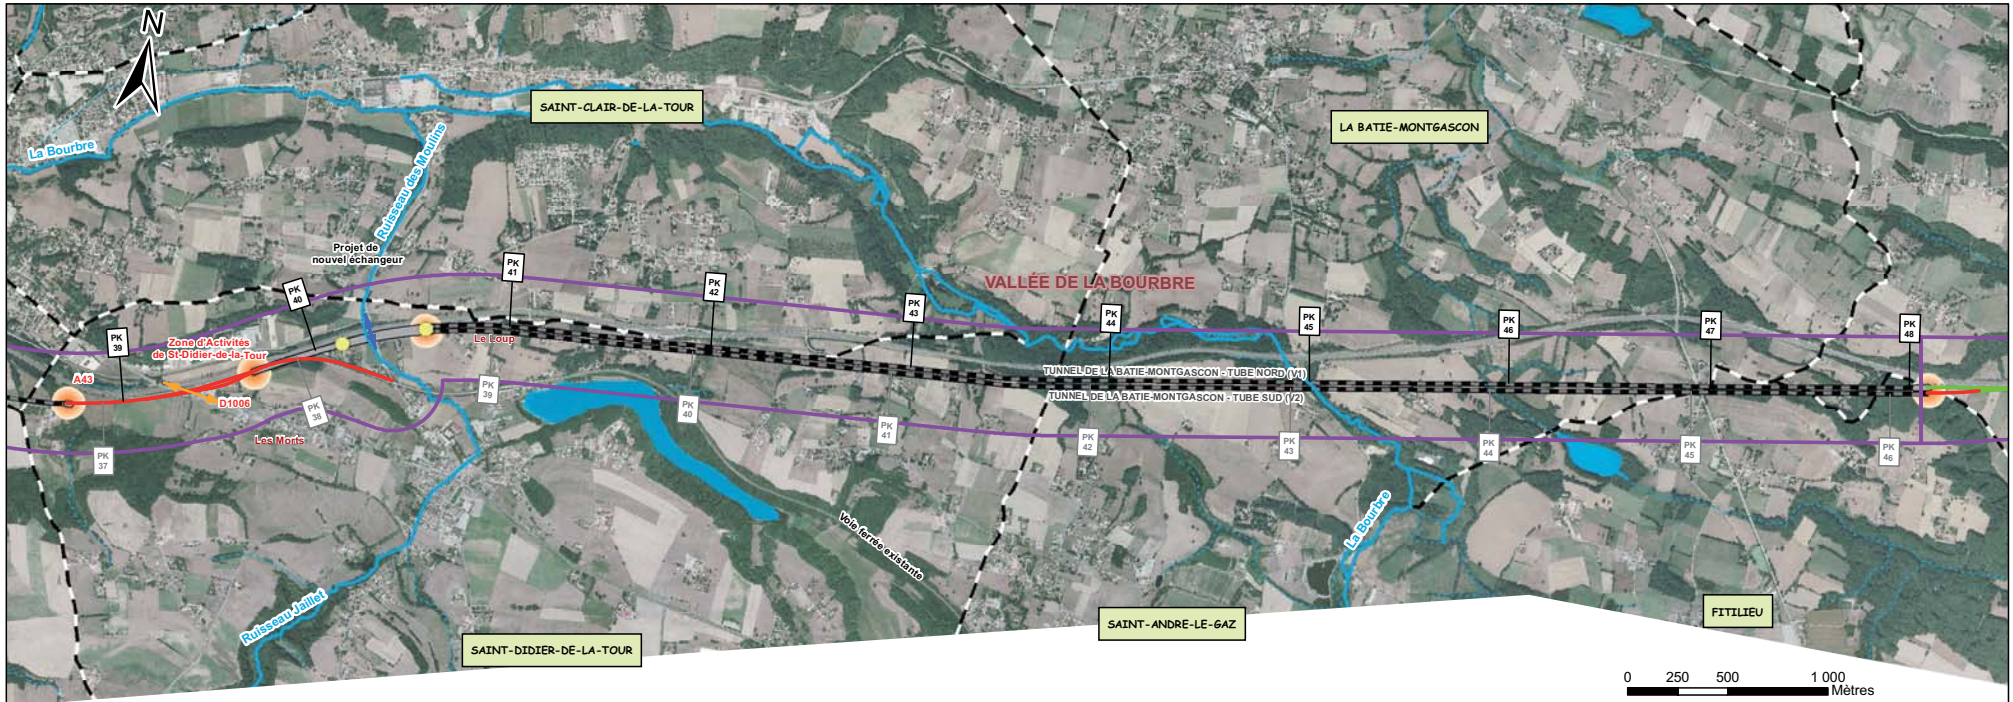 N
SAINT-CLAIR-DE-LA-TOUR
LA BATIE-MONTGASCON
La Bourbre
Ruisseau des Moulins
Projet de
nouvel échangeur
VALLÉE DE LA BOURBRE
PK
39
PK
40
PK
41
PK
42
PK
43
PK
44
PK
45
PK
46
PK
47
PK
48
Zone d'Activités
de St-Didier-de-la-Tour
Le Loup
A43
D1006
Les Morts
TUNNEL DE LA BATIE-MONTGASCON - TUBE NORD (V1)
TUNNEL DE LA BATIE-MONTGASCON - TUBE SUD (V2)
PK
37
PK
38
PK
39
PK
40
PK
41
PK
42
PK
43
PK
44
PK
45
PK
46
Voie ferrée existante
La Bourbre
Ruisseau Jaillet
SAINT-DIDIER-DE-LA-TOUR
SAINT-ANDRE-LE-GAZ
FITILIEU
0 250 500 1 000
Mètres